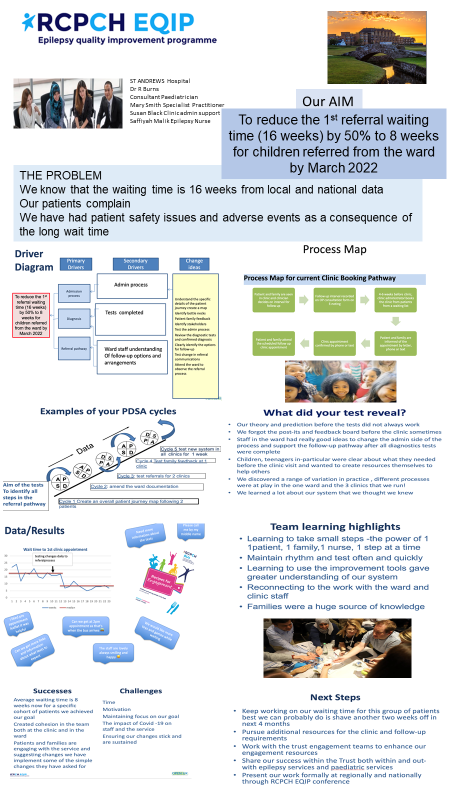 RCPCH EQIP
Epilepsy quality improvement programme
ST ANDREWS Hospital
Dr R Burns
Consultant Paediatrician
Mary Smith Specialist Practitioner
Susan Black Clinicadmin support
Saffiyah Malik Epilepsy Nurse
Our AIM
To reduce the 1st referral waiting
time (16 weeks) by 50% to 8 weeks
for children referred from the ward
by March 2022
THE PROBLEM
We know that the waiting time is 16 weeks from local and national data
Our patients complain
We have had patient safety issues and adverse events as a consequence of
the long wait time
Driver
Diagram
Primary
Drivers
Secondary
Drivers
Change
ideas
To reduce the 1st
referral waiting
time (16 weeks)
by 50% to 8
weeks for
children referred
from the ward by
March 2022
Admission
process
Diagnosis
Referral pathway
Admin process
Tests completed
Ward staff understanding
Of follow-up options and
arrangements
Understand the specific
details of the patient
journey create a map
Identify bottle necks
Patient family feedback
Identify stakeholders
Test the admin process
Review the diagnostic tests
and confirmed diagnosis
Clearly identify the options
for follow up
Test change in referral
communications
Attend the ward to
observe the referral
process
Process Map
Process Map for current Clinic Booking Pathway
Examples of your PDSA cycles
Data
Cycle 5 test new system in
all clinics for 1 week
Cycle 4 Test family feedback at 1
clinic
Cycle 3: test referrals for 2 clinics
Cycle 2: amend the ward documentation
Cycle 1 Create an overall patient journey map following 2
patients
Aim of the tests
To identify all
steps in the
referral
pathway
What did your test reveal?
• Our theory and prediction before the tests did not always work
• We forgot the post-its and feedback board before the clinic sometimes
• Staff in the ward had really good ideas to change the admin side of the
process and support the follow-up pathway after all diagnostics tests
were complete
• Children, teenagers in-particular were clear about what they needed
before the clinic visit and wanted to create resources themselves to
help others
• We discovered a range of variation in practice , different processes
were at play in the one ward and the 3 clinics that we run!
• We learned a lot about our system that we thought we knew
Data/Results
Wait time to 1st clinic appointment
testing changes data to
referral process
Recipes for
Engagement
Team learning highlights
• Learning to take small steps -the power of 1
1patient, 1 family,1 nurse, 1 step at a time
• Maintain rhythm and test often and quickly
• Learning to use the improvement tools gave
greater understanding of our system
• Reconnecting to the work with the ward and
clinic staff
• Families were a huge source of knowledge
Successes
Average waiting time is 8
weeks now for a specific
cohort of patients we achieved
our goal
Created cohesion in the team
both at the clinic and in the
ward
Patients and families are
engaging with the service and
suggesting changes we have
implement some of the simple
changes they have asked for
Challenges
Time
Motivation
Maintaining focus on our goal
The impact of Covid -19 on
staff and the service
Ensuring our changes stick and
are sustained
Next Steps
• Keep working on our waiting time for this group of patients
best we can probably do is shave another two weeks off in
next 4 months
• Pursue additional resources for the clinic and follow-up
requirements
• Work with the trust engagement teams to enhance our
engagement resources
• Share our success within the Trust both within and out-
with epilepsy services and paediatric services
• Present our work formally at regionally and nationally
through RCPCH EQIP conference